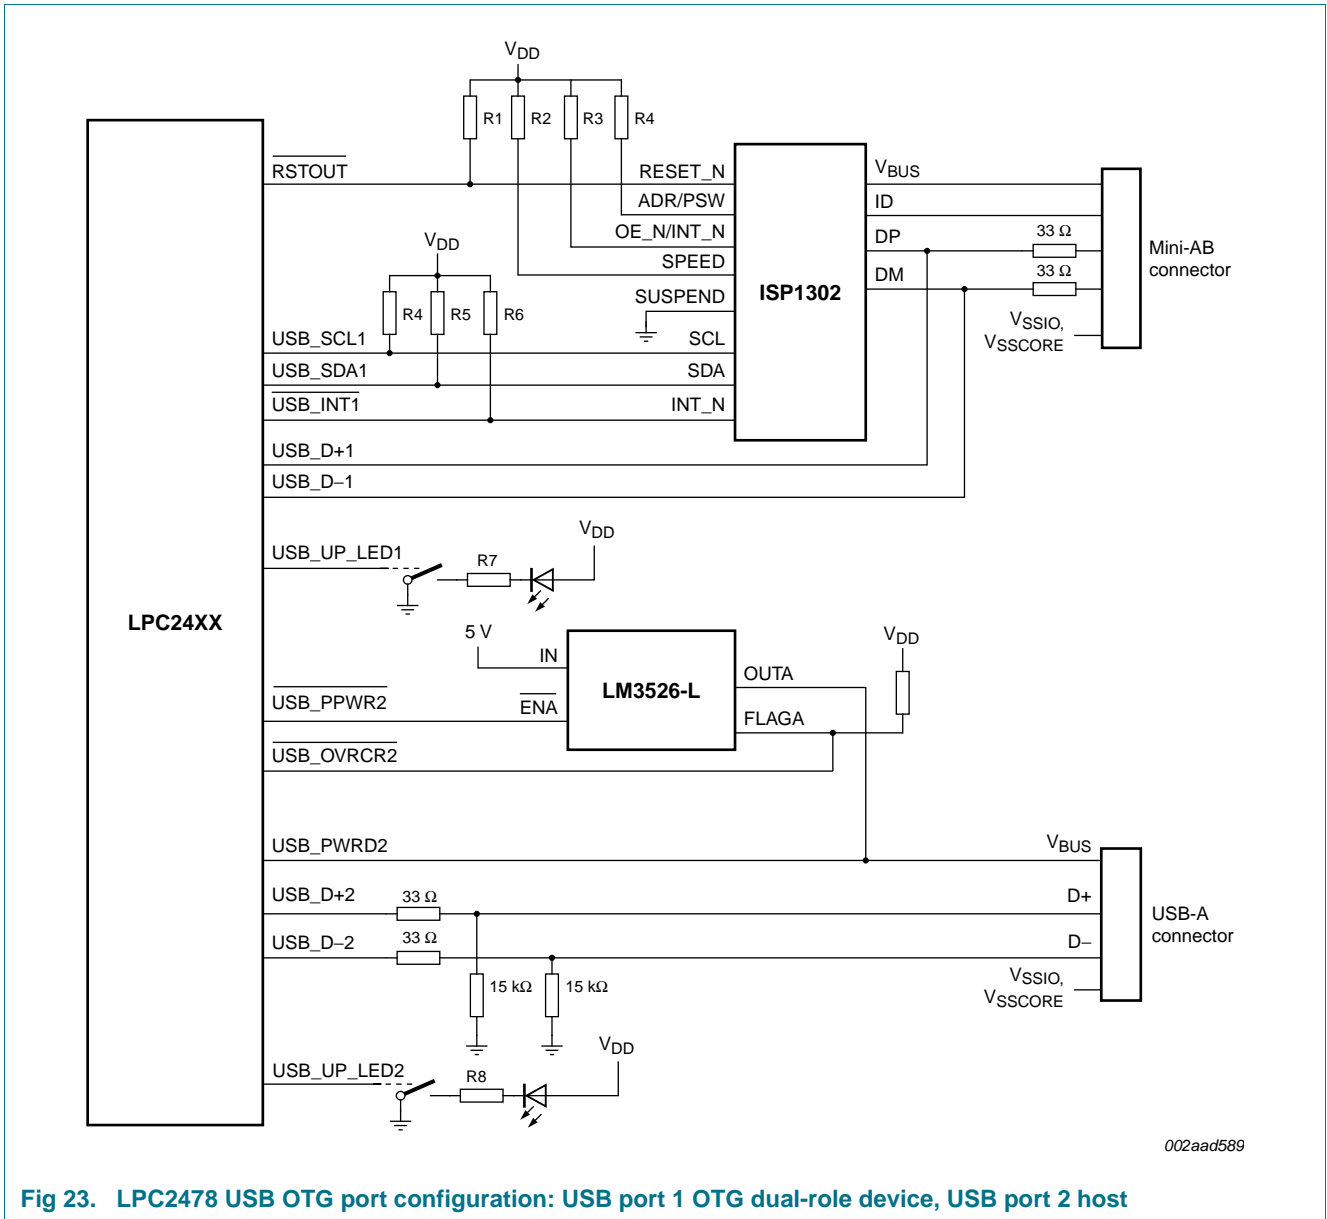 VDD
R1 R2 R3 R4
RSTOUT
RESET_N
ADR/PSW
OE_N/INT_N
SPEED
SUSPEND
VDD
R4 R5 R6
USB_SCL1
SCL
USB_SDA1
SDA
USB_INT1
INT_N
USB_D+1
USB_D−1
ISP1302
VBUS
ID
DP
33 Ω
DM
33 Ω
VSSIO,
VSSCORE
Mini-AB
connector
USB_UP_LED1
R7
VDD
LPC24XX
5 V
IN
LM3526-L
OUTA
VDD
USB_PPWR2
ENA
FLAGA
USB_OVRCR2
USB_PWRD2
VBUS
USB_D+2
33 Ω
D+
USB_D−2
33 Ω
D−
USB-A
connector
15 kΩ
15 kΩ
VSSIO,
VSSCORE
USB_UP_LED2
R8
VDD
002aad589
Fig 23. LPC2478 USB OTG port configuration: USB port 1 OTG dual-role device, USB port 2 host